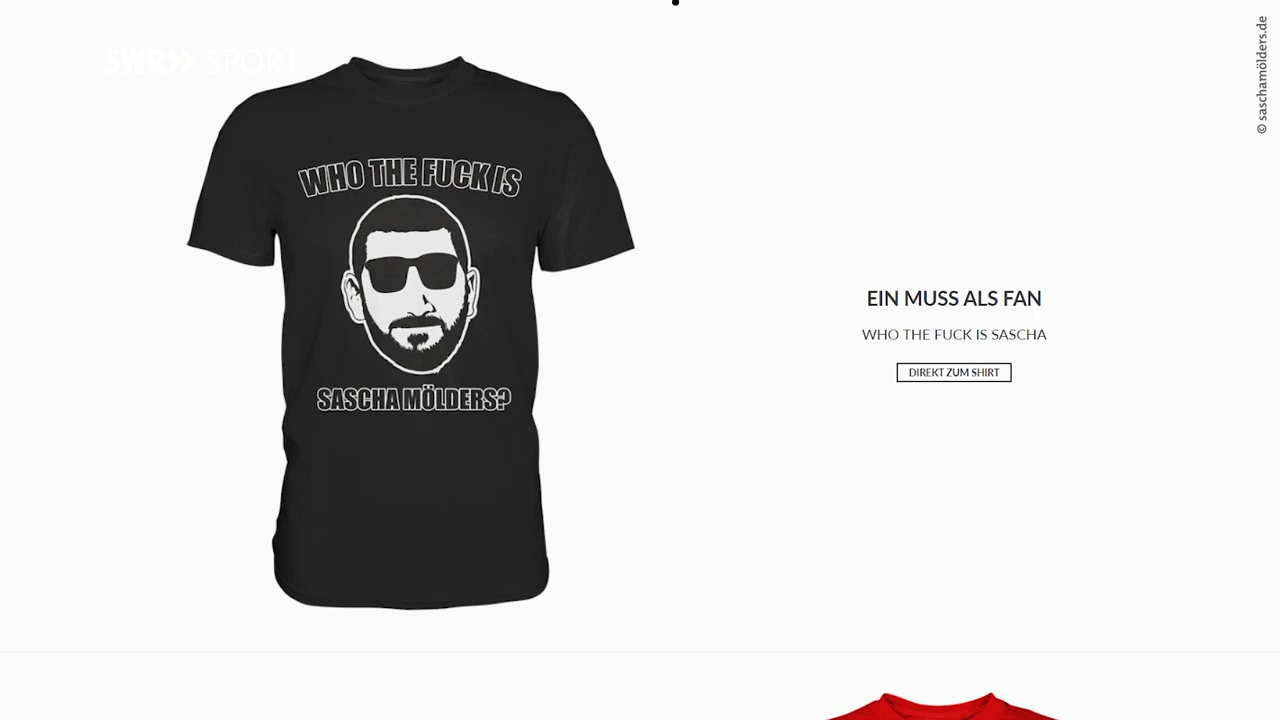 SWR» SPORT
© saschamölders.de
WHO THE FUCK IS
SASCHA MÖLDERS?
EIN MUSS ALS FAN
WHO THE FUCK IS SASCHA
DIREKT ZUM SHIRT